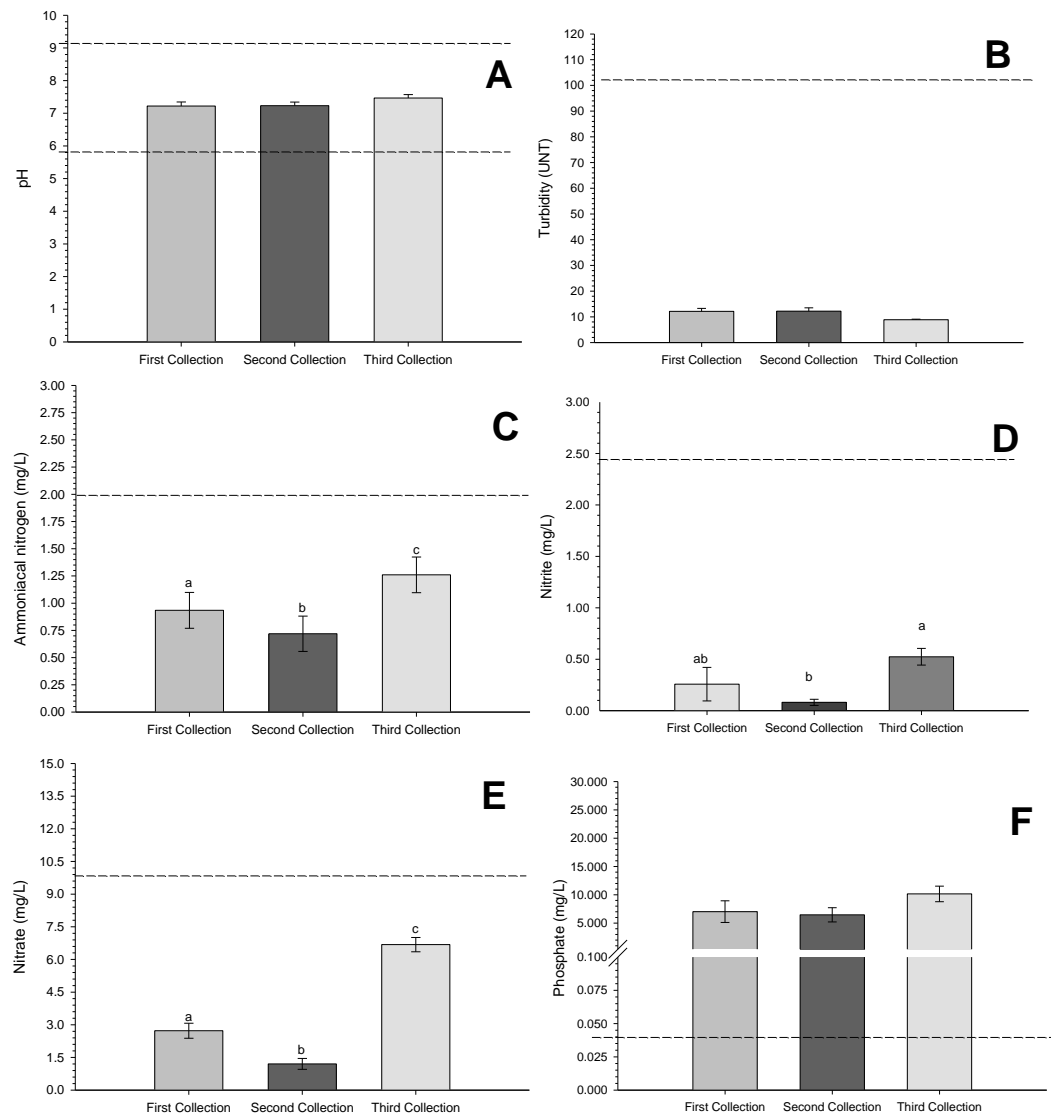 A
pH
10
9
8
7
6
5
4
3
2
1
0
First Collection Second Collection Third Collection
B
Turbidity (UNT)
120
110
100
90
80
70
60
50
40
30
20
10
0
First Collection Second Collection Third Collection
C
Ammoniacal nitrogen (mg/L)
3.00
2.75
2.50
2.25
2.00
1.75
1.50
1.25
1.00
0.75
0.50
0.25
0.00
a
b
c
First Collection Second Collection Third Collection
D
Nitrite (mg/L)
3.00
2.50
2.00
1.50
1.00
0.50
0.00
ab
b
a
First Collection Second Collection Third Collection
E
Nitrate (mg/L)
15.0
13.5
12.0
10.5
9.0
7.5
6.0
4.5
3.0
1.5
0.0
a
b
c
First Collection Second Collection Third Collection
F
Phosphate (mg/L)
30.000
25.000
20.000
15.000
10.000
5.000
0.100
0.075
0.050
0.025
0.000
First Collection Second Collection Third Collection